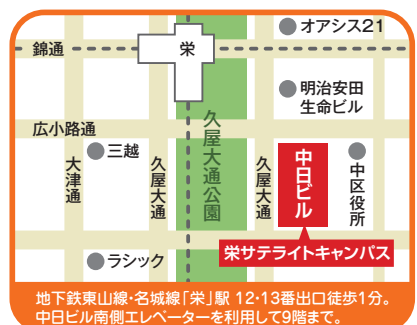 オアシス21
錦通
栄
明治安田
生命ビル
広小路通
三越
大津通
久屋大通
久屋大通公園
久屋大通
中日ビル
中区役所
栄サテライトキャンパス
ラシック
地下鉄東山線・名城線「栄」駅 12・13番出口徒歩1分。
中日ビル南側エレベーターを利用して9階まで。